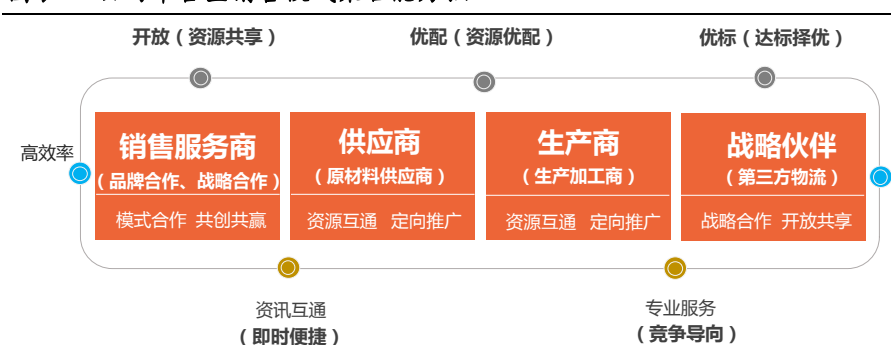 开放（资源共享）
优配（资源优配）
优标（达标择优）
高效率
销售服务商
（品牌合作、战略合作）
模式合作 共创共赢
供应商
（原材料供应商）
资源互通 定向推广
生产商
（生产加工商）
资源互通 定向推广
战略伙伴
（第三方物流）
战略合作 开放共享
资讯互通
（即时便捷）
专业服务
（竞争导向）